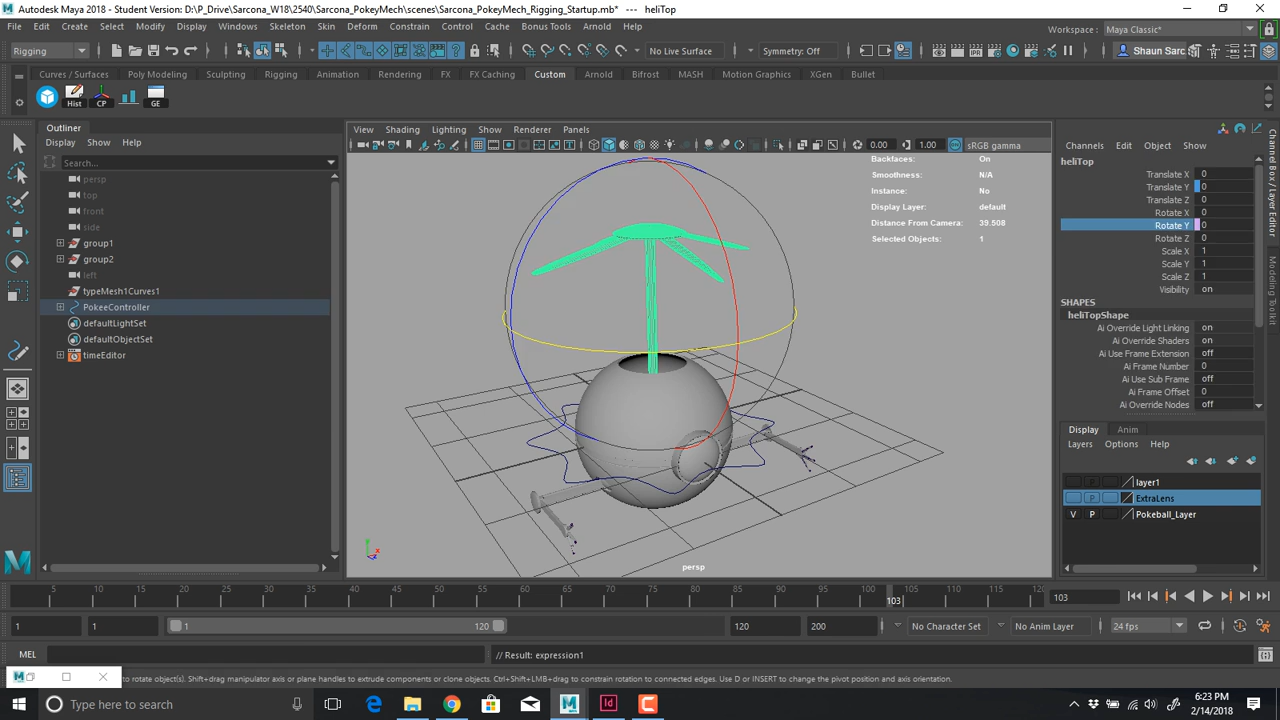 Autodesk Maya 2018 - Student Version: D:\P_Drive\Sarcona_W18\2540\Sarcona_PokeyMech\scenes\Sarcona_PokeyMech_Rigging_Startup.mb* --- heliTop
File Edit Create Select Modify Display Windows Skeleton Skin Deform Constrain Control Cache Bonus Tools Arnold Help
Workspace: Maya Classic*
Rigging
No Live Surface
Symmetry: Off
Shaun Sarc
Curves / Surfaces Poly Modeling Sculpting Rigging Animation Rendering FX FX Caching Custom Arnold Bifrost MASH Motion Graphics XGen Bullet
Hist CP GE
Outliner
Display Show Help
Search...
persp
top
front
side
group1
group2
left
typeMesh1Curves1
PokeeController
defaultLightSet
defaultObjectSet
timeEditor
View Shading Lighting Show Renderer Panels
0.00 1.00 sRGB gamma
Backfaces: On
Smoothness: N/A
Instance: No
Display Layer: default
Distance From Camera: 39.508
Selected Objects: 1
persp
Channels Edit Object Show
heliTop
Translate X 0
Translate Y 0
Translate Z 0
Rotate X 0
Rotate Y 0
Rotate Z 0
Scale X 1
Scale Y 1
Scale Z 1
Visibility on
SHAPES
heliTopShape
Ai Override Light Linking on
Ai Override Shaders on
Ai Use Frame Extension off
Ai Frame Number 0
Ai Use Sub Frame off
Ai Frame Offset 0
Ai Override Nodes off
Channel Box / Layer Editor
Modeling Toolkit
Display Anim
Layers Options Help
P layer1
P ExtraLens
V P Pokeball_Layer
5 10 15 20 25 30 35 40 45 50 55 60 65 70 75 80 85 90 95 100 103 105 110 115 120
103
1 1 1 120 120 200 No Character Set No Anim Layer 24 fps
MEL // Result: expression1
to rotate object(s). Shift+drag manipulator axis or plane handles to extrude components or clone objects. Ctrl+Shift+LMB+drag to constrain rotation to connected edges. Use D or INSERT to change the pivot position and axis orientation.
Type here to search
6:23 PM
2/14/2018